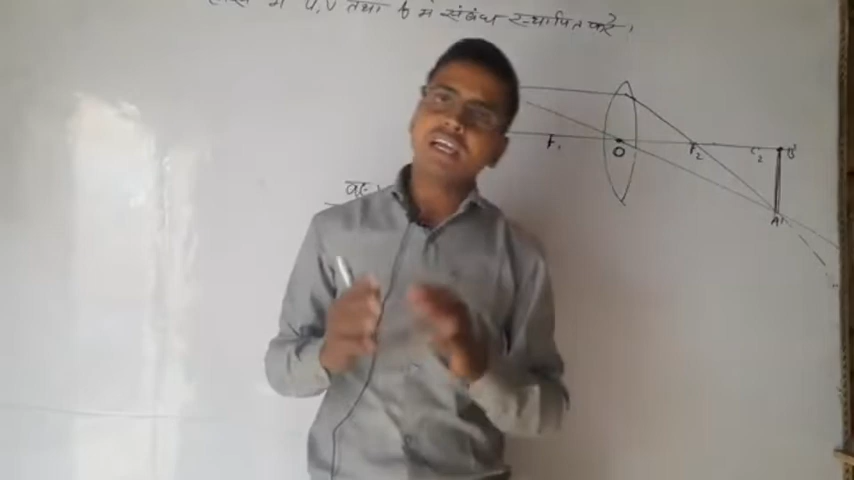 में u,v तथा f में संबंध स्थापित करें।
F₁
O
F₂
C₂
B'
A'